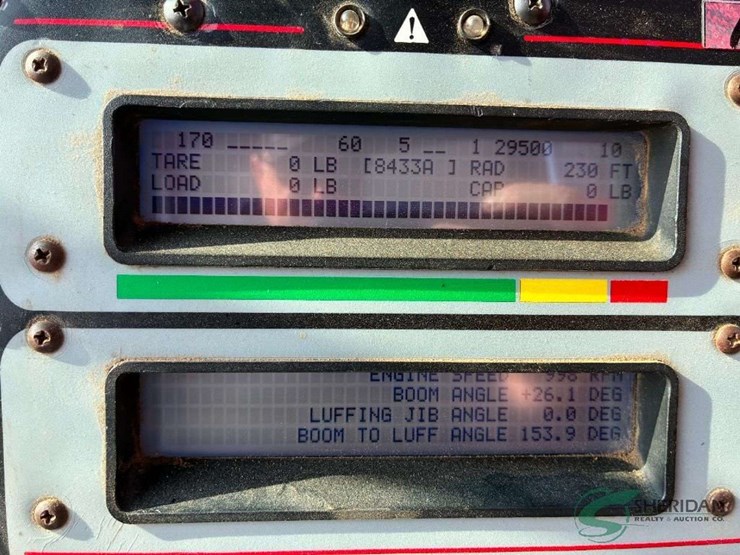 170 _____ 60 5 __ 1 29500 10
TARE 0 LB [8433A ] RAD 230 FT
LOAD 0 LB CAP 0 LB
ENGINE SPEED 998 RPM
BOOM ANGLE +26.1 DEG
LUFFING JIB ANGLE 0.0 DEG
BOOM TO LUFF ANGLE 153.9 DEG
SHERIDAN
REALTY & AUCTION CO.